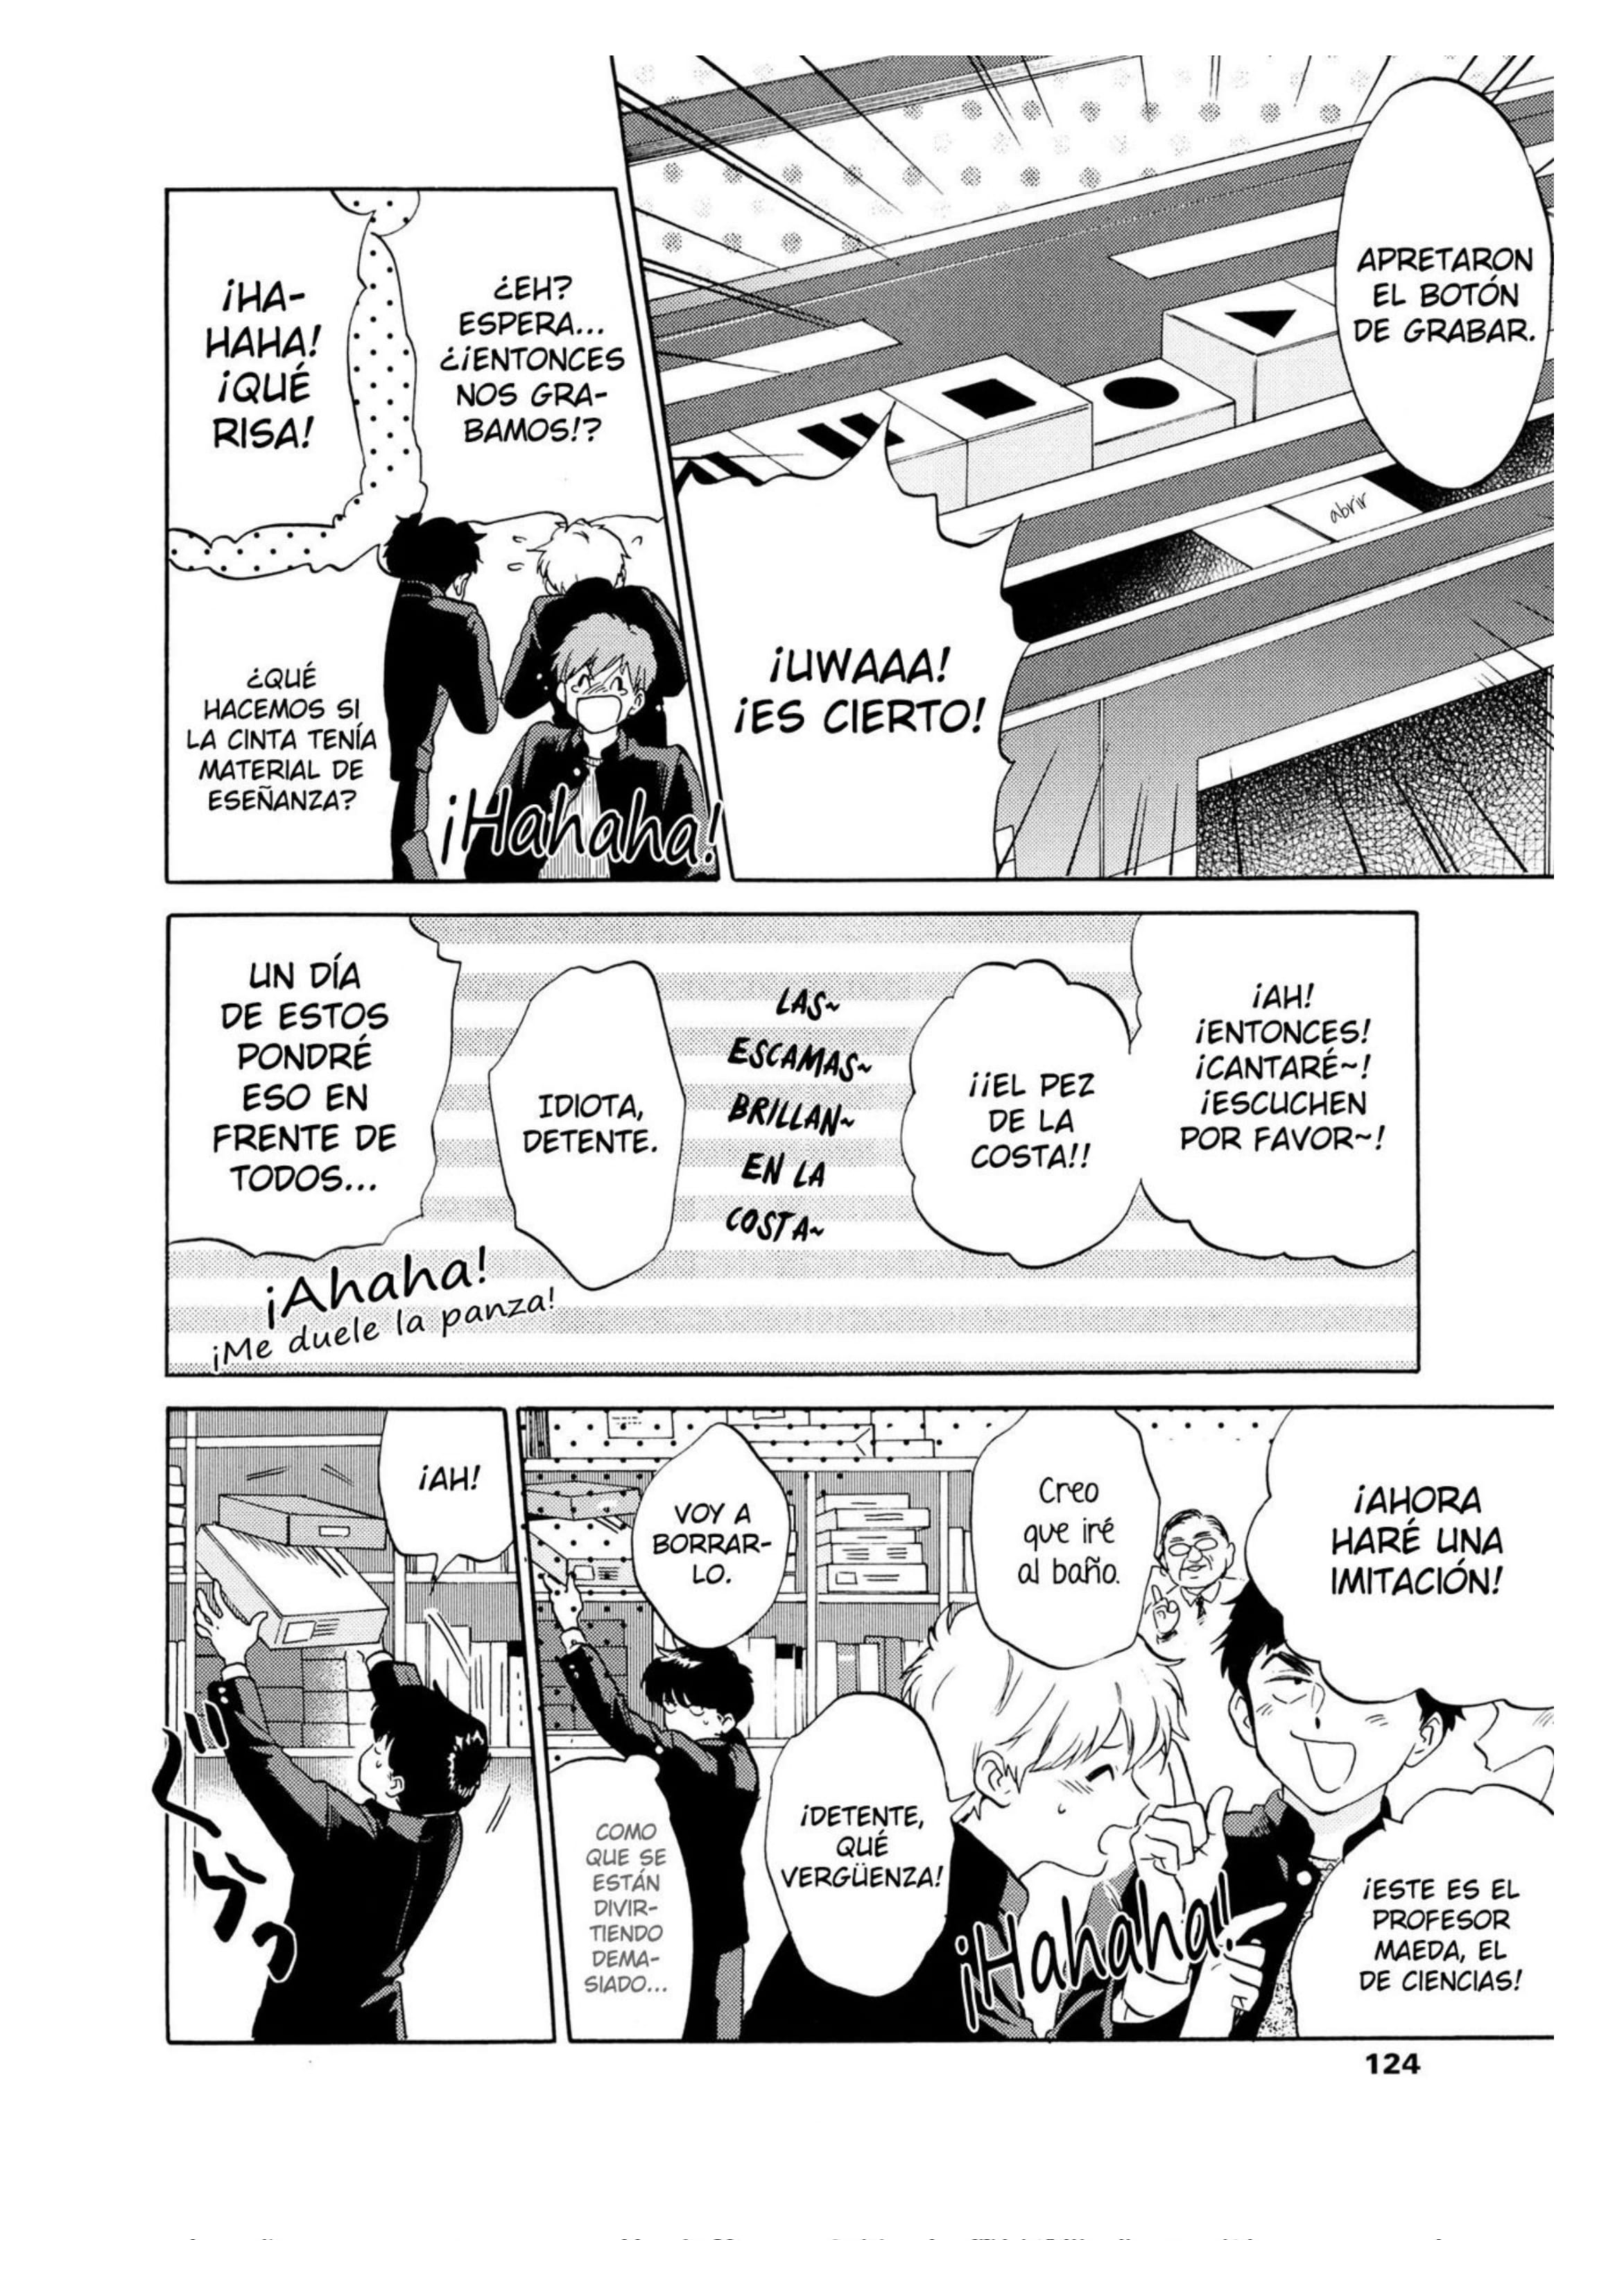 APRETARON
EL BOTÓN
DE GRABAR.
abrir
¡UWAAA!
¡ES CIERTO!
¿EH?
ESPERA...
¿¡ENTONCES
NOS GRA-
BAMOS!?
¡HA-
HAHA!
¡QUÉ
RISA!
¿QUÉ
HACEMOS SI
LA CINTA TENÍA
MATERIAL DE
ESEÑANZA?
¡Hahaha!
¡AH!
¡ENTONCES!
¡CANTARÉ~!
¡ESCUCHEN
POR FAVOR~!
¡¡EL PEZ
DE LA
COSTA!!
LAS~
ESCAMAS~
BRILLAN~
EN LA
COSTA~
IDIOTA,
DETENTE.
UN DÍA
DE ESTOS
PONDRÉ
ESO EN
FRENTE DE
TODOS...
¡Ahaha!
¡Me duele la panza!
¡AHORA
HARÉ UNA
IMITACIÓN!
Creo
que iré
al baño.
¡ESTE ES EL
PROFESOR
MAEDA, EL
DE CIENCIAS!
¡Hahaha!!
¡DETENTE,
QUÉ
VERGÜENZA!
VOY A
BORRAR-
LO.
COMO
QUE SE
ESTÁN
DIVIR-
TIENDO
DEMA-
SIADO...
¡AH!
124